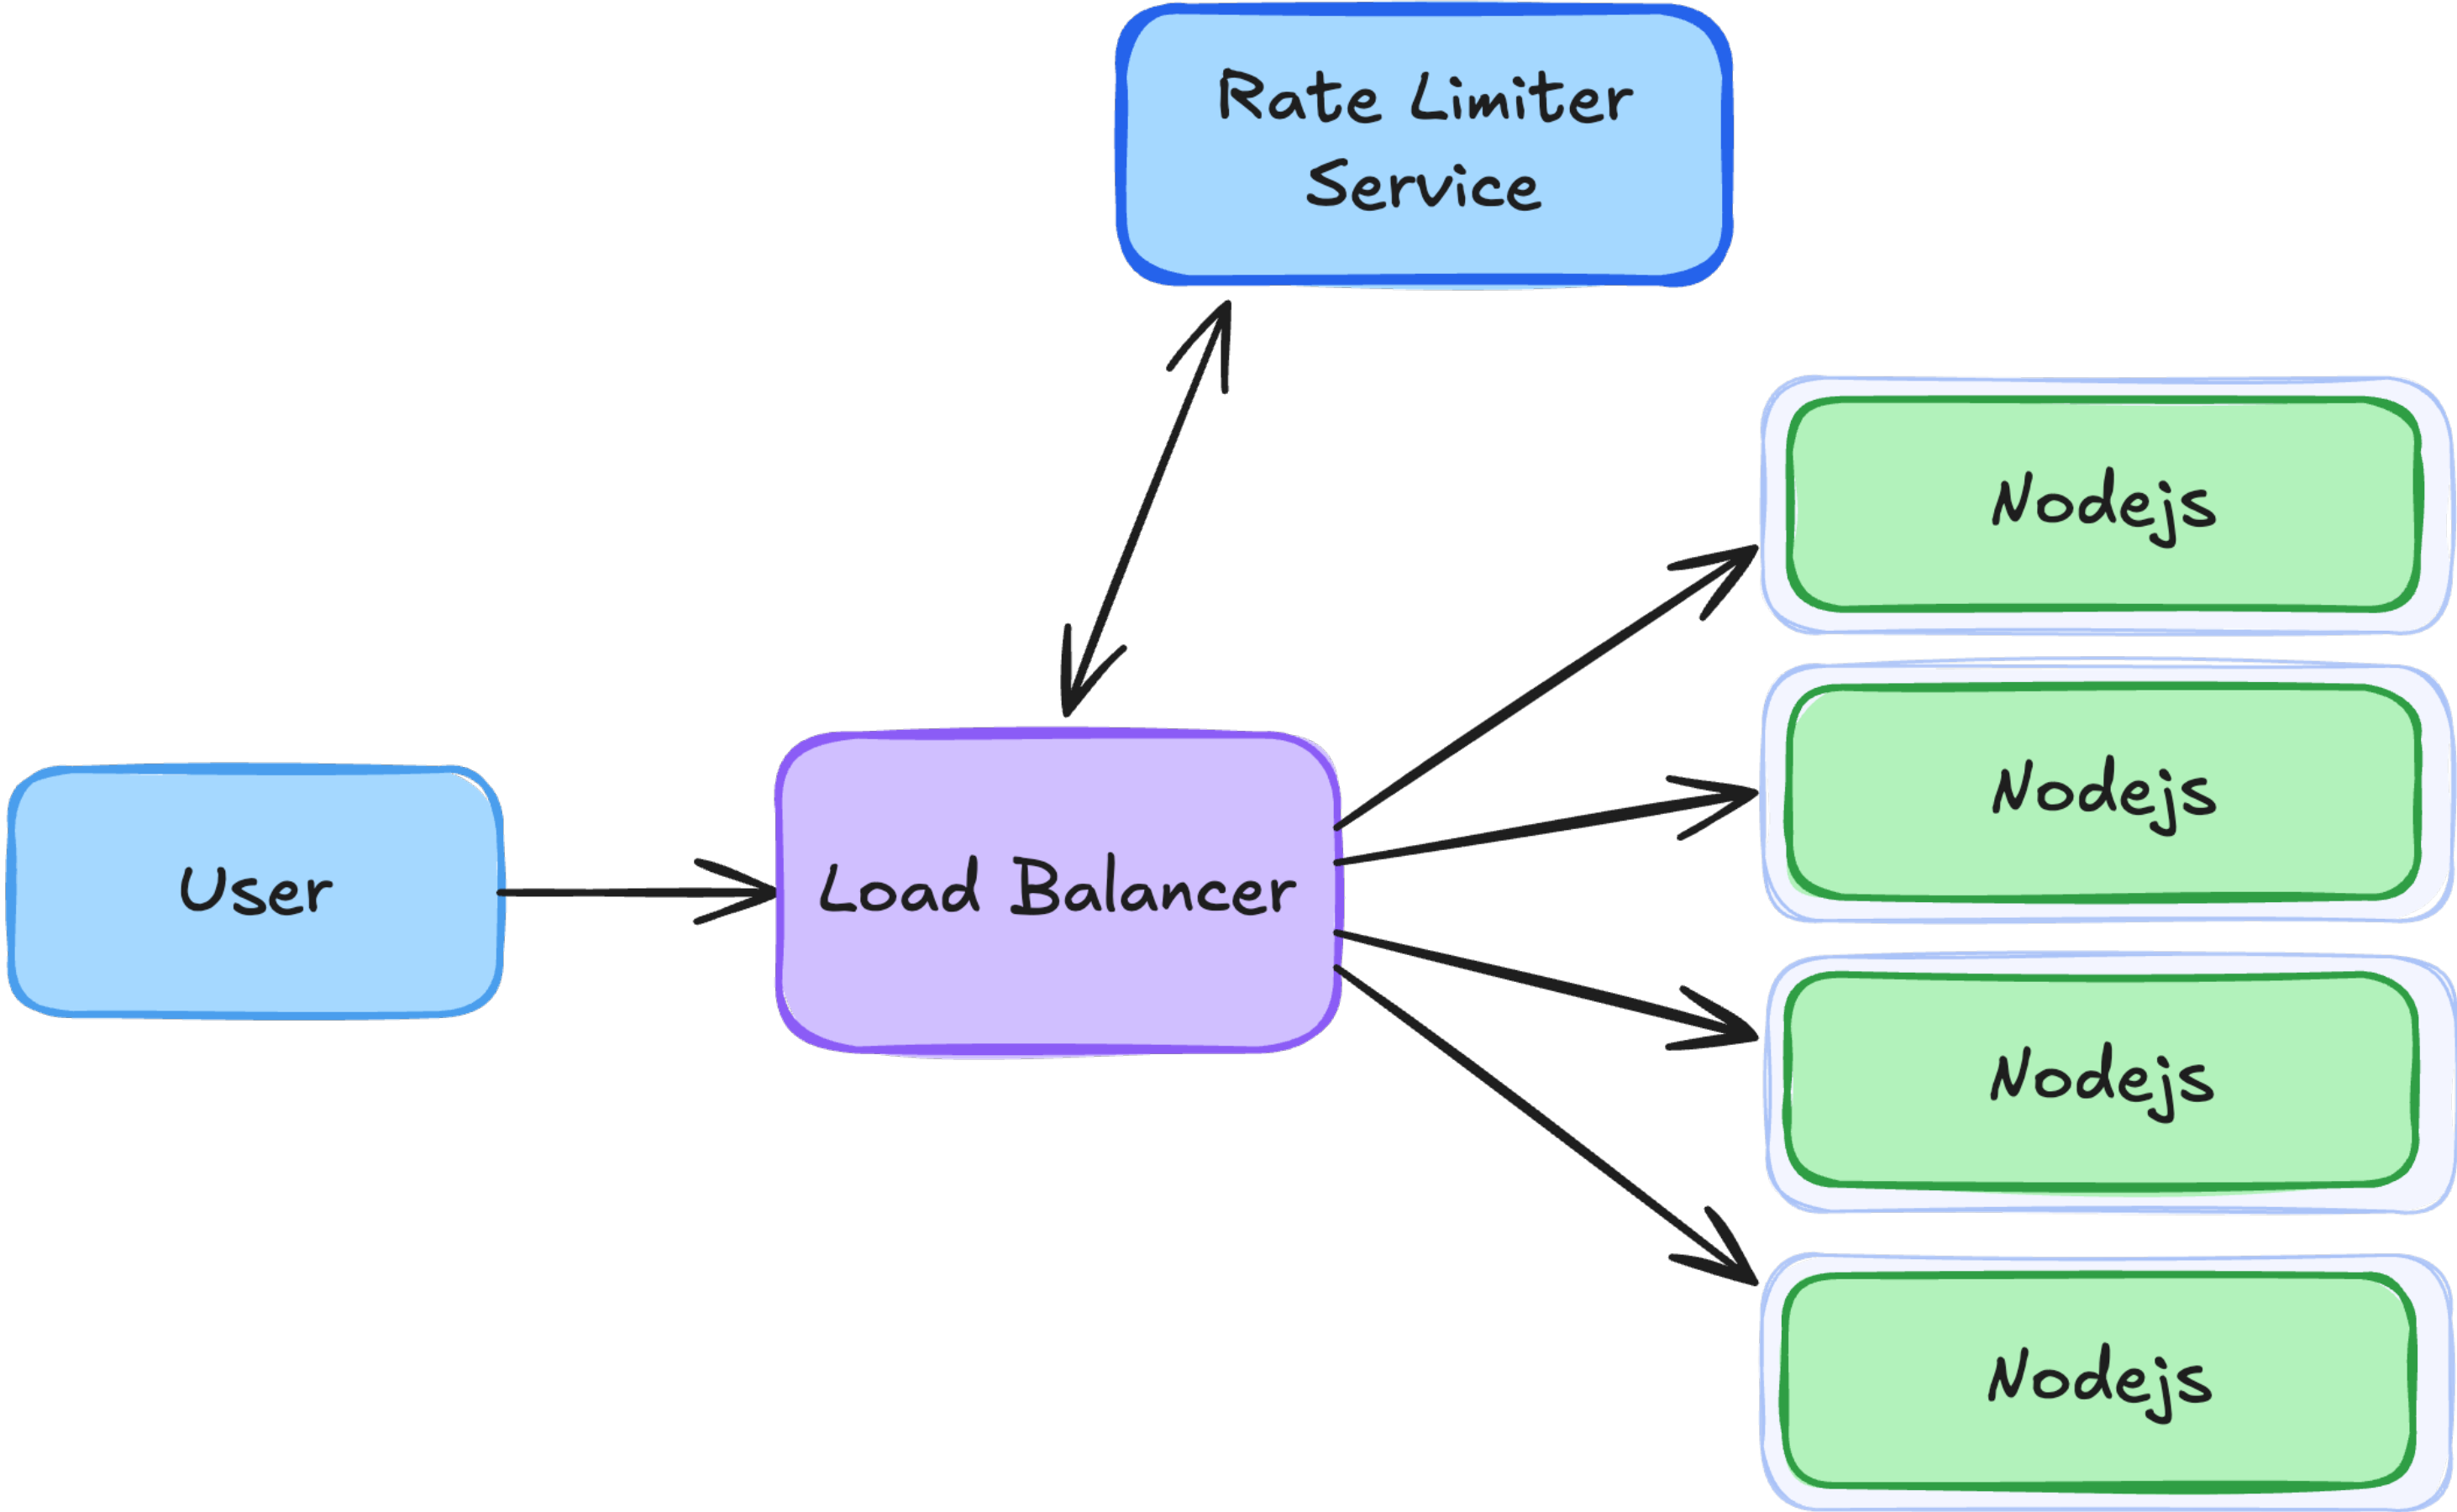 Rate Limiter
Service
Nodejs
Nodejs
User
Load Balancer
Nodejs
Nodejs